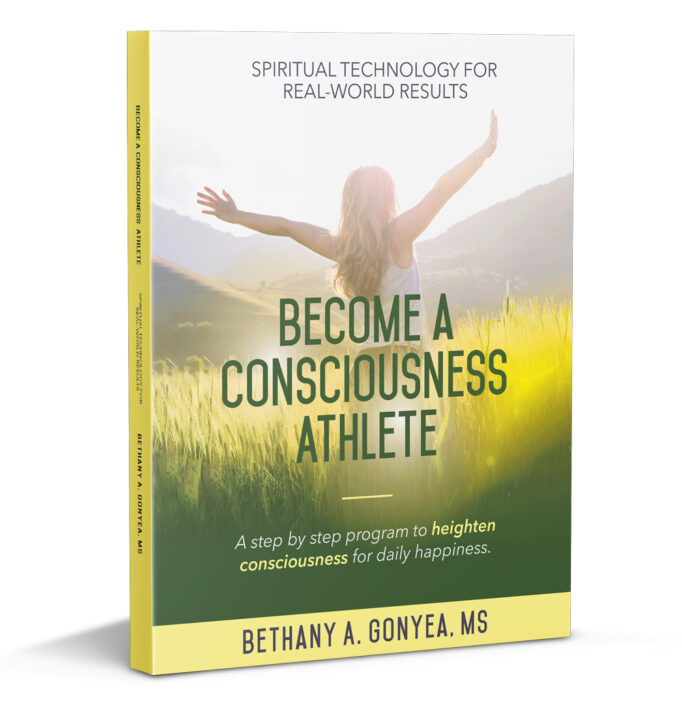 SPIRITUAL TECHNOLOGY FOR
REAL-WORLD RESULTS
BECOME A
CONSCIOUSNESS
ATHLETE
A step by step program to heighten
consciousness for daily happiness.
BETHANY A. GONYEA, MS
BECOME A CONSCIOUSNESS ATHLETE
SPIRITUAL TECHNOLOGY FOR
REAL-WORLD RESULTS
BETHANY A. GONYEA, MS